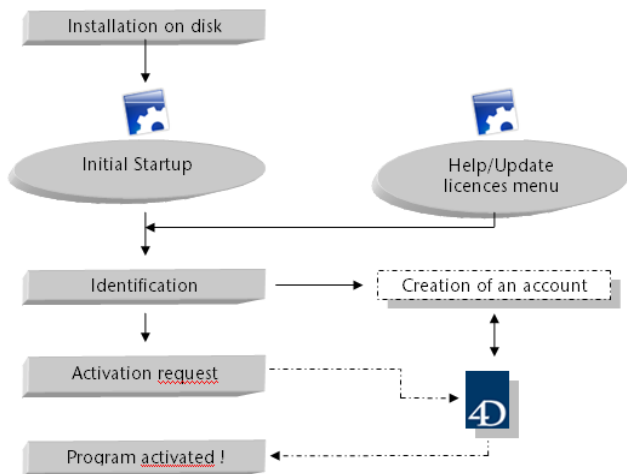 Installation on disk
Initial Startup
Help/Update
licences menu
Identification
Creation of an account
Activation request
4D
Program activated !